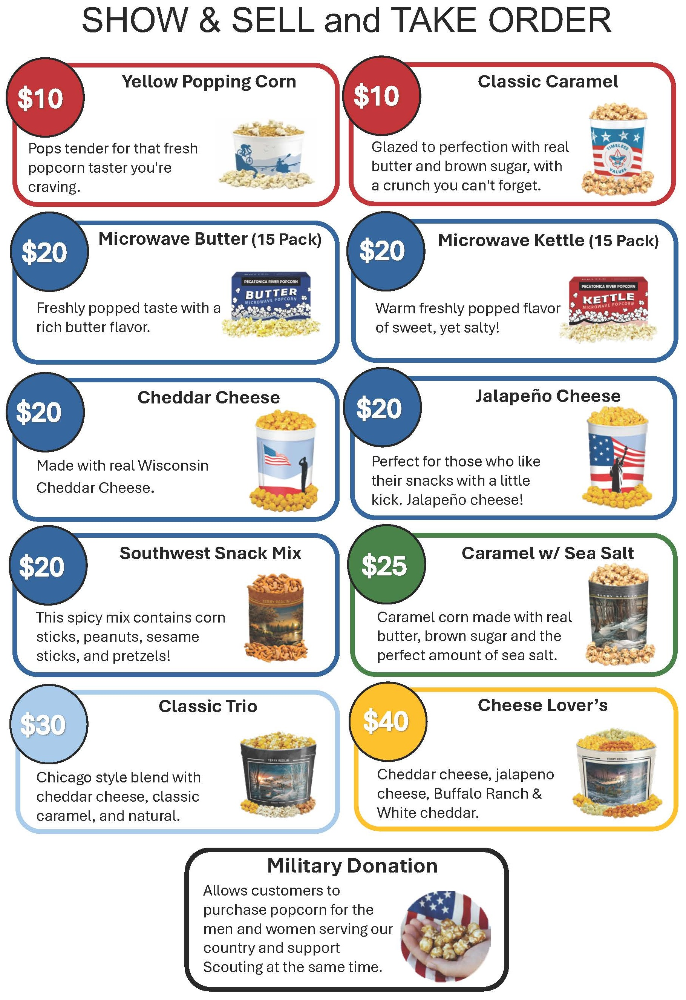 SHOW & SELL and TAKE ORDER
$10
Yellow Popping Corn
Pops tender for that fresh
popcorn taster you're
craving.
$10
Classic Caramel
Glazed to perfection with real
butter and brown sugar, with
a crunch you can't forget.
TIMELESS
VALUES
$20
Microwave Butter (15 Pack)
Freshly popped taste with a
rich butter flavor.
PECATONICA RIVER POPCORN
BUTTER
MICROWAVE POPCORN
$20
Microwave Kettle (15 Pack)
Warm freshly popped flavor
of sweet, yet salty!
PECATONICA RIVER POPCORN
KETTLE
MICROWAVE POPCORN
$20
Cheddar Cheese
Made with real Wisconsin
Cheddar Cheese.
$20
Jalapeño Cheese
Perfect for those who like
their snacks with a little
kick. Jalapeño cheese!
$20
Southwest Snack Mix
This spicy mix contains corn
sticks, peanuts, sesame
sticks, and pretzels!
TERRY REDLIN
$25
Caramel w/ Sea Salt
Caramel corn made with real
butter, brown sugar and the
perfect amount of sea salt.
TERRY REDLIN
$30
Classic Trio
Chicago style blend with
cheddar cheese, classic
caramel, and natural.
TERRY REDLIN
$40
Cheese Lover’s
Cheddar cheese, jalapeno
cheese, Buffalo Ranch &
White cheddar.
TERRY REDLIN
Military Donation
Allows customers to
purchase popcorn for the
men and women serving our
country and support
Scouting at the same time.